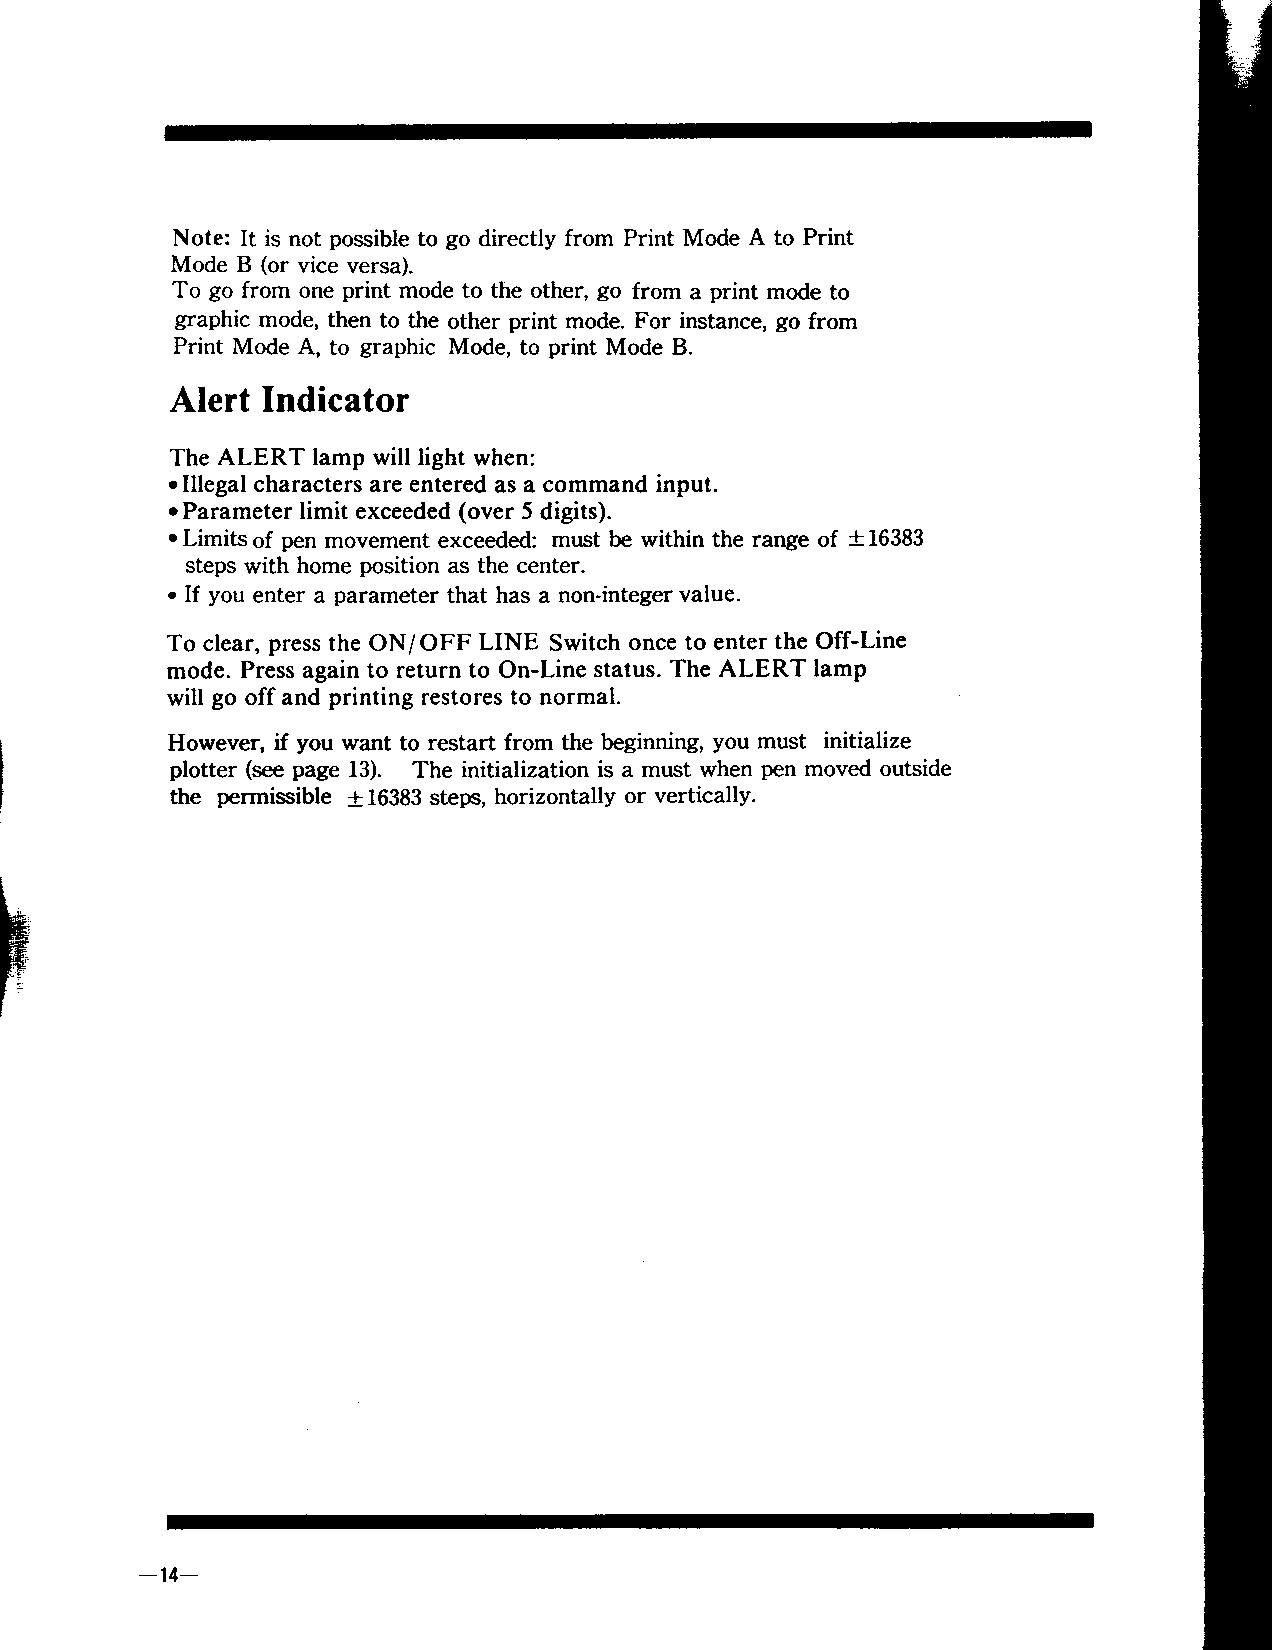 Note: It is not possible to go directly from Print Mode A to Print
Mode B (or vice versa).
To go from one print mode to the other, go from a print mode to
graphic mode, then to the other print mode. For instance, go from
Print Mode A, to graphic Mode, to print Mode B.
Alert Indicator
The ALERT lamp will light when:
• Illegal characters are entered as a command input.
• Parameter limit exceeded (over 5 digits).
• Limits of pen movement exceeded: must be within the range of ±16383
steps with home position as the center.
• If you enter a parameter that has a non-integer value.
To clear, press the ON/OFF LINE Switch once to enter the Off-Line
mode. Press again to return to On-Line status. The ALERT lamp
will go off and printing restores to normal.
However, if you want to restart from the beginning, you must initialize
plotter (see page 13). The initialization is a must when pen moved outside
the permissible ±16383 steps, horizontally or vertically.
—14—